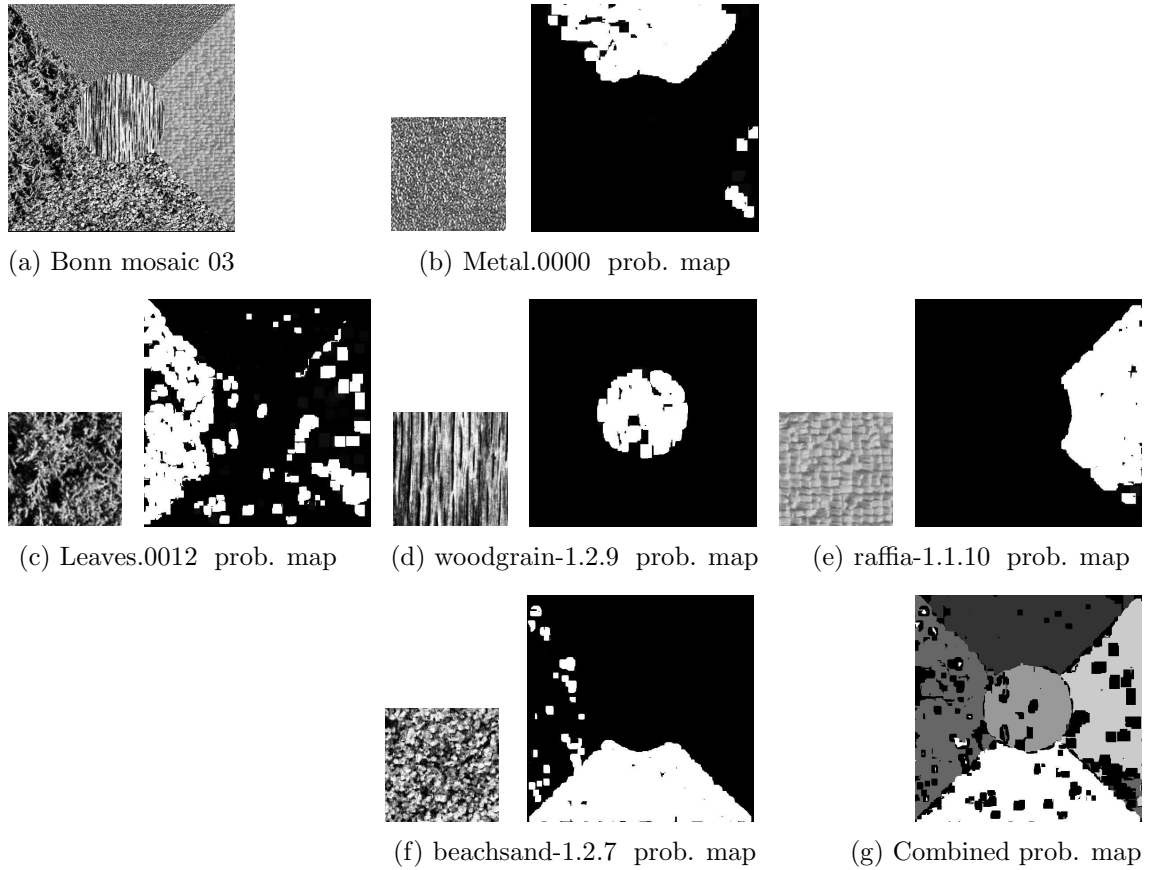 (a) Bonn mosaic 03
(b) Metal.0000 prob. map
(c) Leaves.0012 prob. map
(d) woodgrain-1.2.9 prob. map
(e) raffia-1.1.10 prob. map
(f) beachsand-1.2.7 prob. map
(g) Combined prob. map